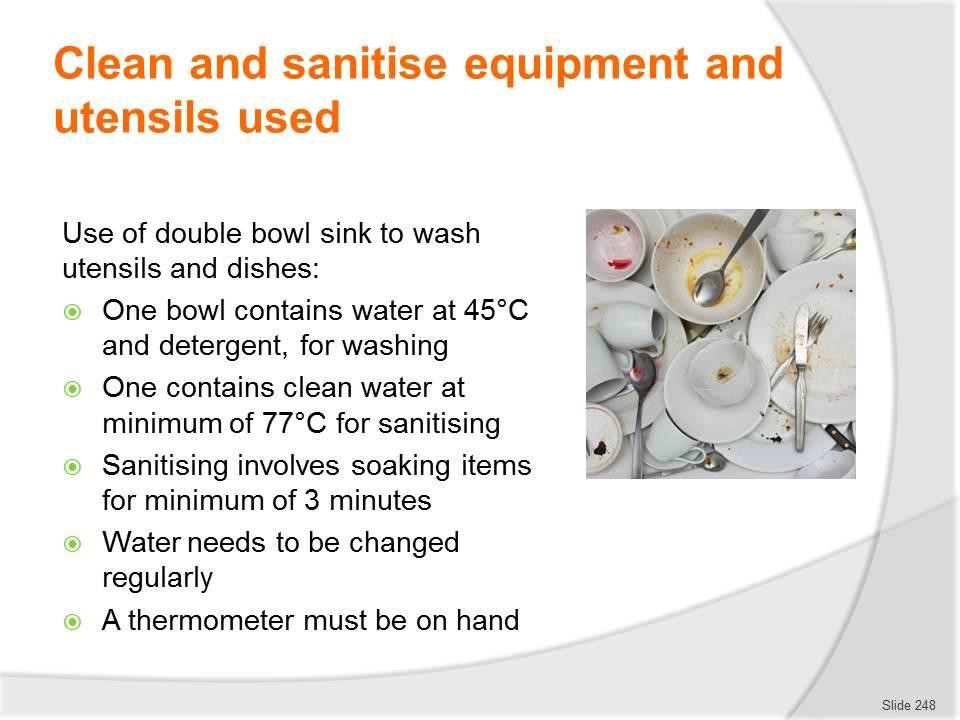 Clean and sanitise equipment and
utensils used
Use of double bowl sink to wash
utensils and dishes:
One bowl contains water at 45°C
and detergent, for washing
One contains clean water at
minimum of 77°C for sanitising
Sanitising involves soaking items
for minimum of 3 minutes
Water needs to be changed
regularly
A thermometer must be on hand
Slide 248